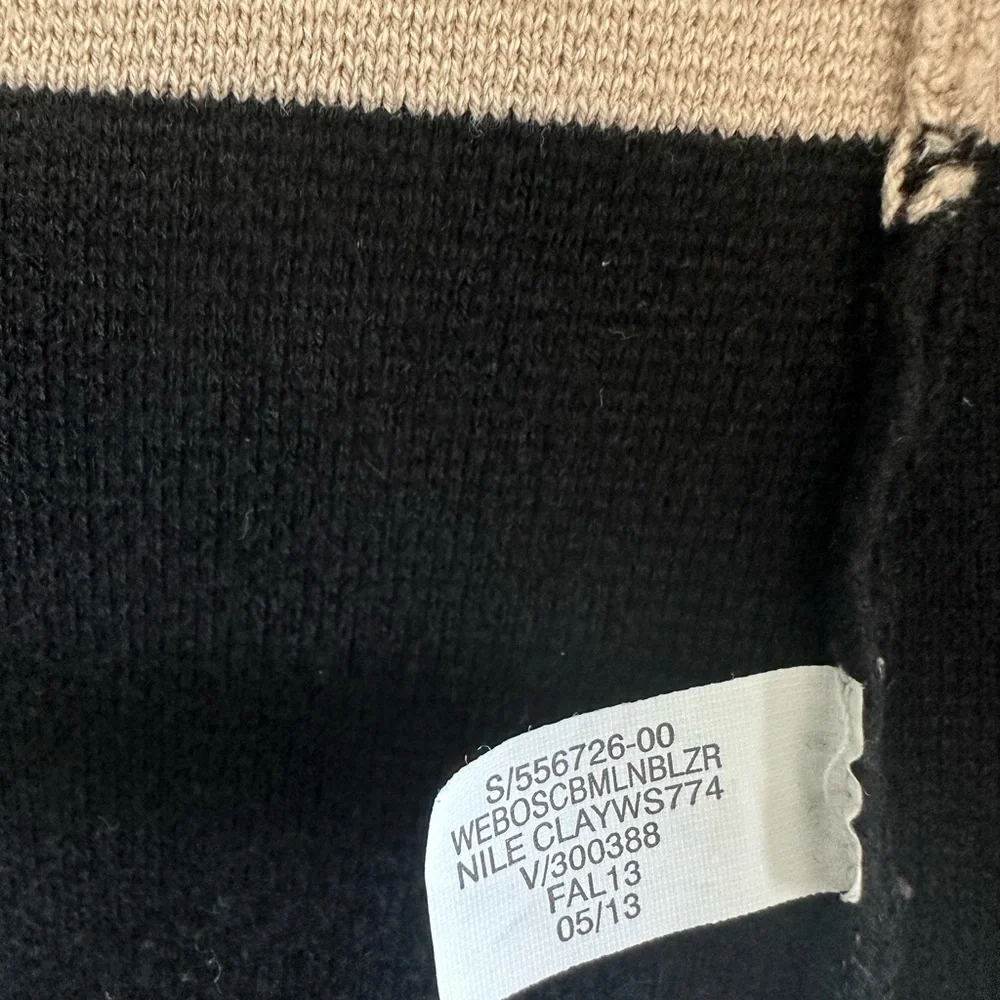 S/556726-00
WEBOSCBMLNBLZR
NILE CLAYWS774
V/300388
FAL13
05/13